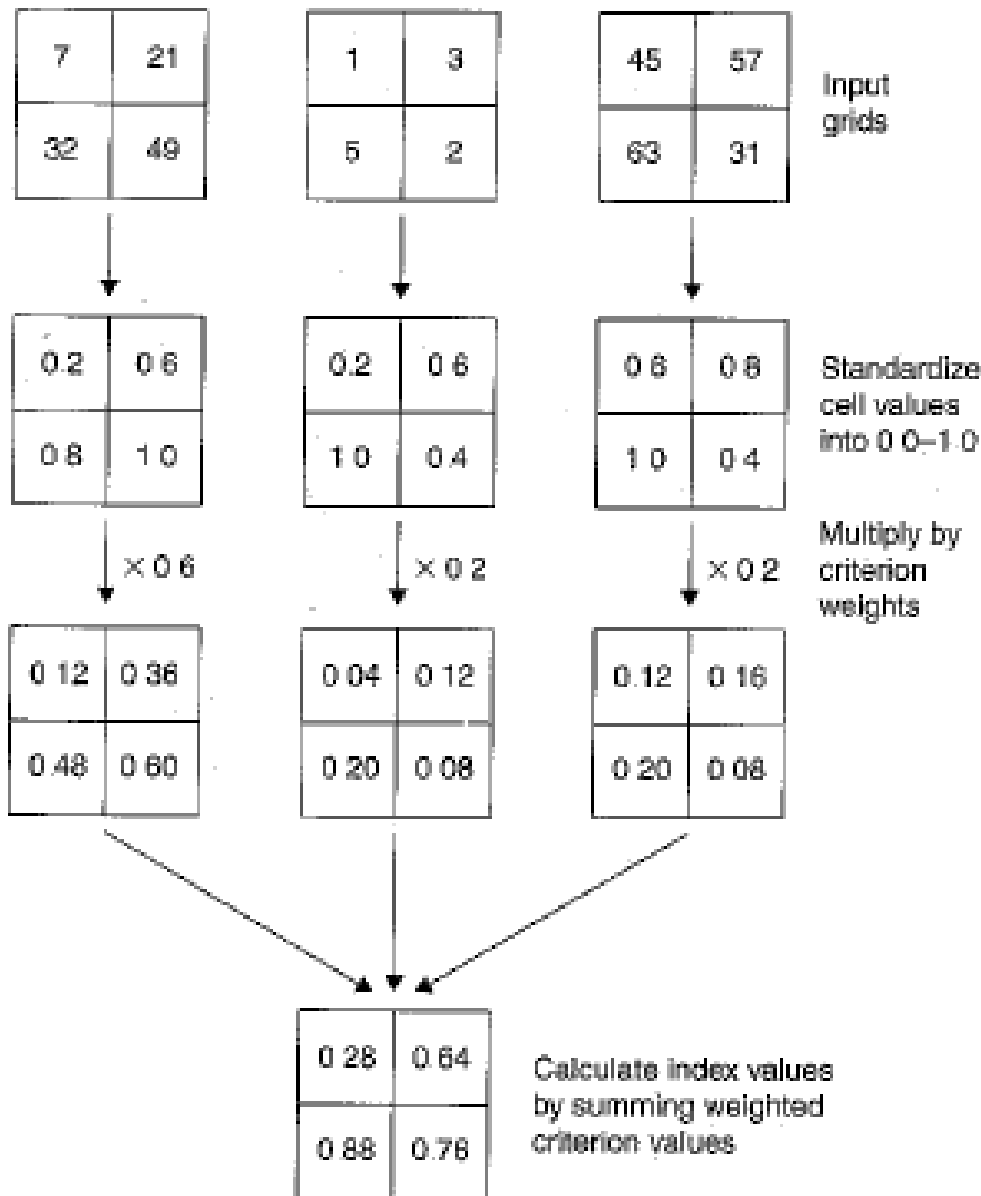 7 21 1 3 45 57
Input
grids
32 49 5 2 63 31
0.2 0 6 0.2 0 6 0 6 0 8
Standardize
cell values
into 0 0–1 0
0 8 1 0 1 0 0.4 1 0 0 4
Multiply by
criterion
weights
× 0 6 × 0 2 × 0 2
0 12 0 36 0 04 0 12 0.12 0 16
0 48 0 60 0 20 0 08 0 20 0 08
0 28 0 64
Calculate index values
by summing weighted
criterion values
0 88 0 76